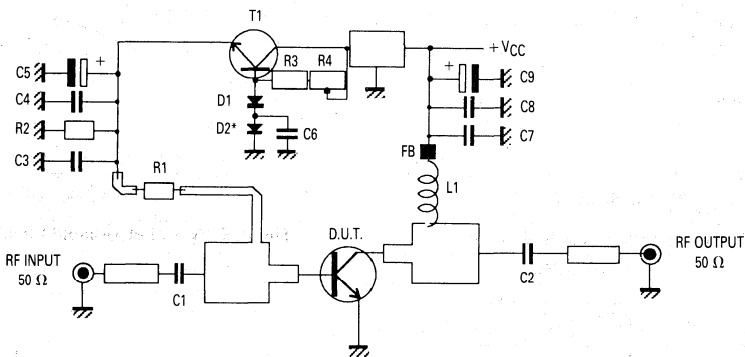 T1
+ VCC
+
C5
C4
R2
C3
R3
R4
D1
D2*
C6
+
C9
C8
C7
FB
L1
R1
D.U.T.
RF INPUT
50 Ω
C1
C2
RF OUTPUT
50 Ω